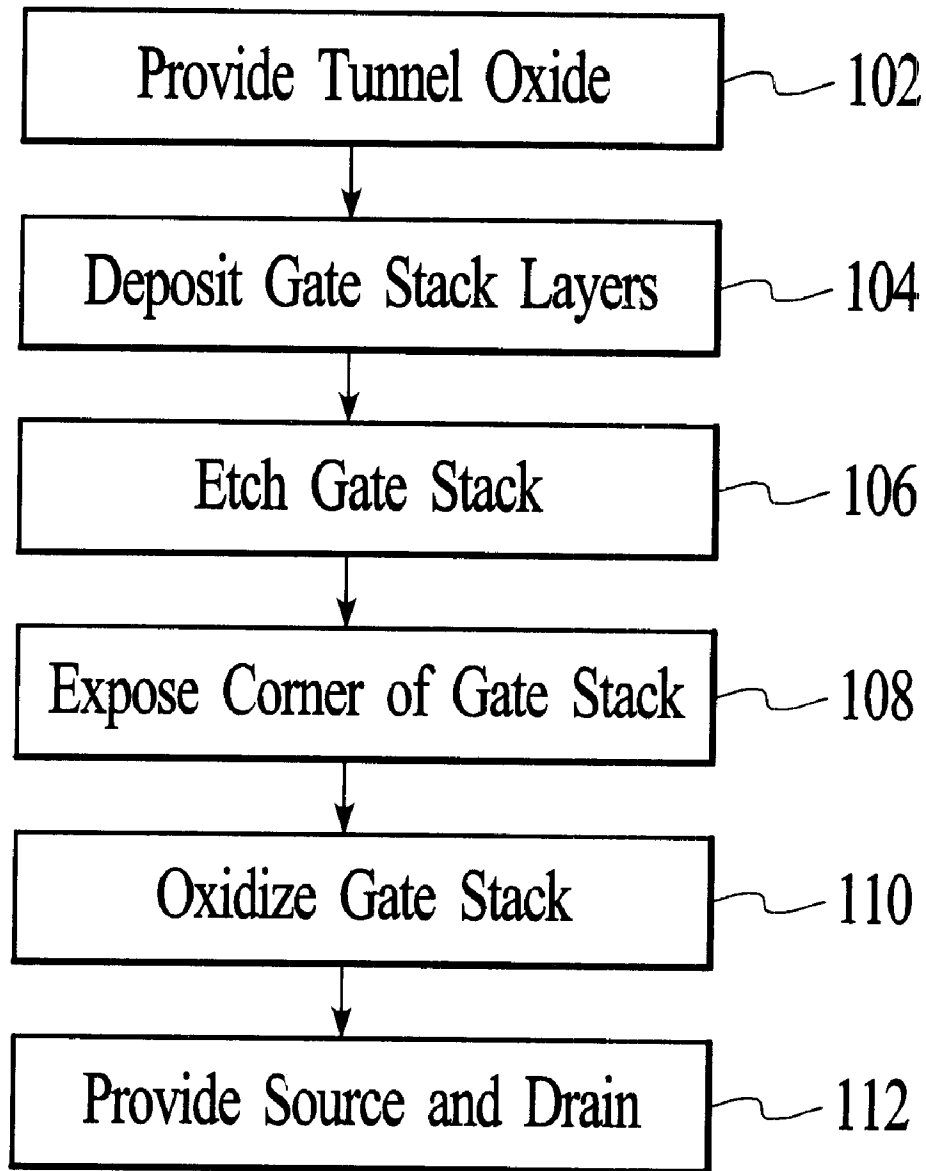 Provide Tunnel Oxide 102
Deposit Gate Stack Layers 104
Etch Gate Stack 106
Expose Corner of Gate Stack 108
Oxidize Gate Stack 110
Provide Source and Drain 112